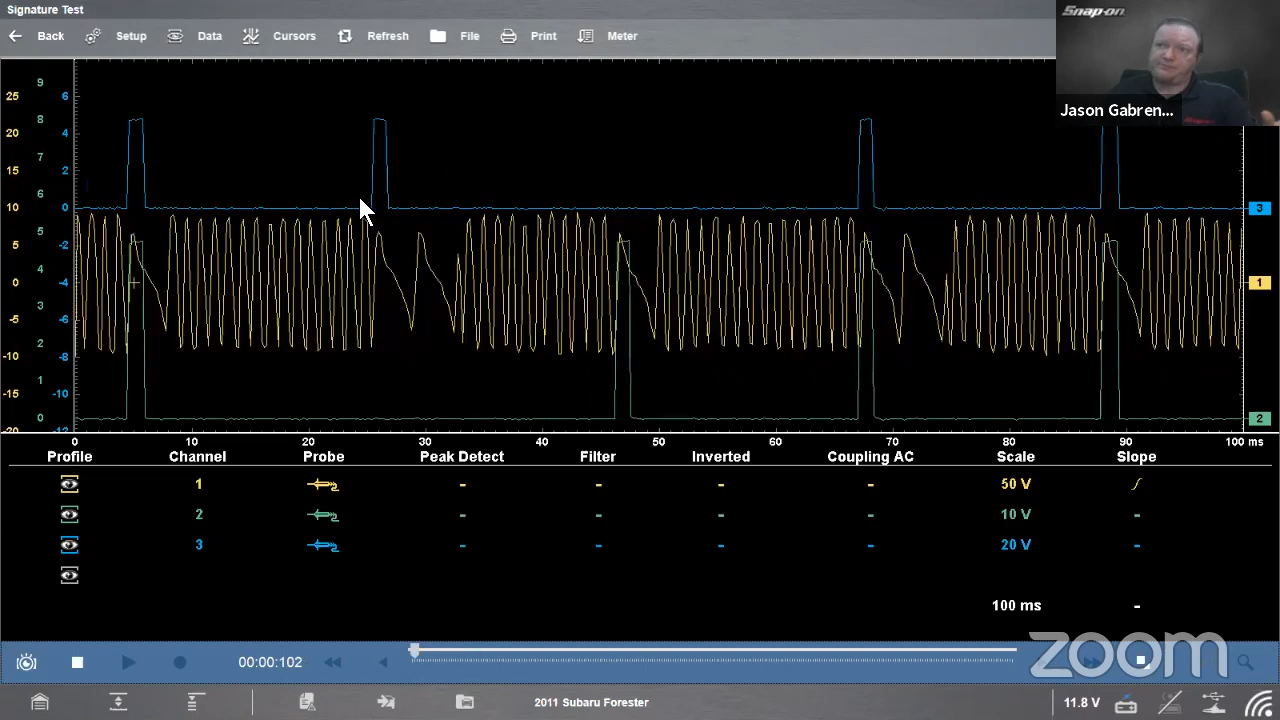 Signature Test
Snap-on
Back Setup Data Cursors Refresh File Print Meter
Jason Gabren...
9
25 6
8
20 4
7
15 2
6
10 0 3
5
5 -2
4
0 -4 1
3
-5 -6
2
-10 -8
1
-15 -10
0 2
-20 -12
0 10 20 30 40 50 60 70 80 90 100 ms
Profile Channel Probe Peak Detect Filter Inverted Coupling AC Scale Slope
1 - - - - 50 V
2 - - - - 10 V -
3 - - - - 20 V -
100 ms -
00:00:102
zoom
2011 Subaru Forester 11.8 V